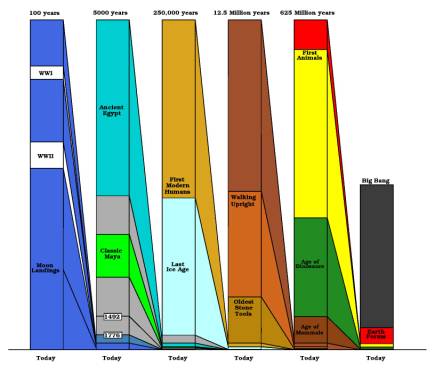 100 years
5000 years
250,000 years
12.5 Million years
625 Million years
WWI
WWII
Moon
Landings
Ancient
Egypt
Classic
Maya
1492
1776
First
Modern
Humans
Last
Ice Age
Walking
Upright
Oldest
Stone
Tools
First
Animals
Age of
Dinosaurs
Age of
Mammals
Big Bang
Earth
Forms
Today
Today
Today
Today
Today
Today